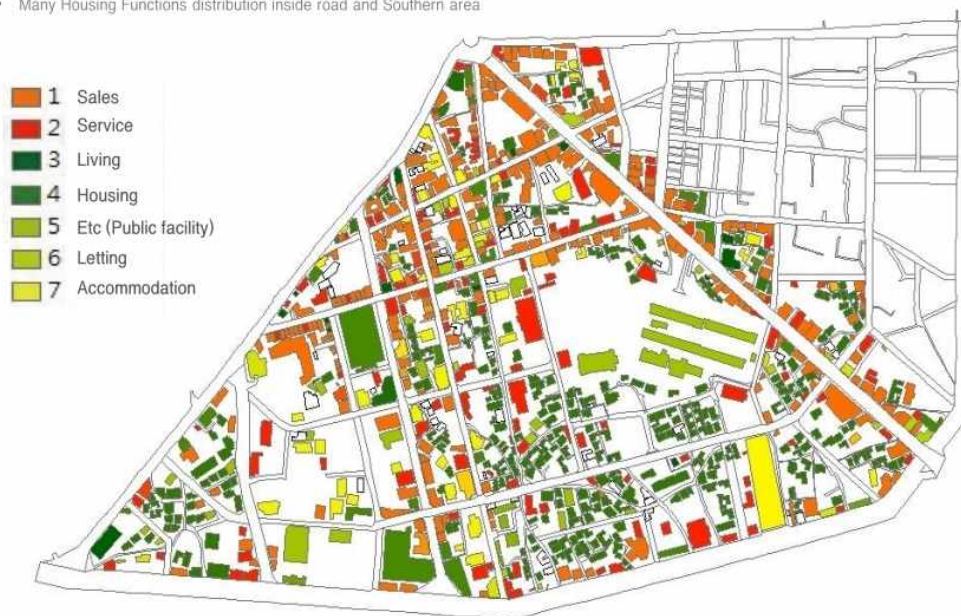 Many Housing Functions distribution inside road and Southern area
1 Sales
2 Service
3 Living
4 Housing
5 Etc (Public facility)
6 Letting
7 Accommodation